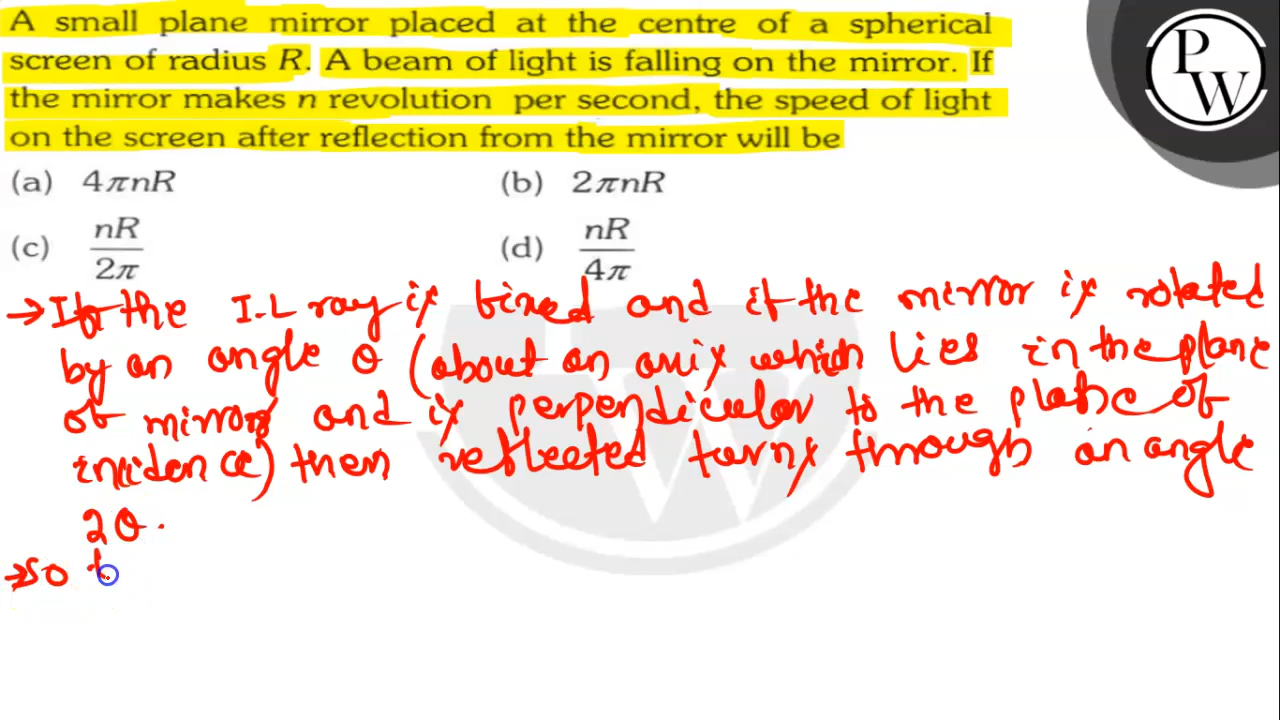 A small plane mirror placed at the centre of a spherical
screen of radius R. A beam of light is falling on the mirror. If
the mirror makes n revolution per second, the speed of light
on the screen after reflection from the mirror will be
(a) 4πnR (b) 2πnR
(c) nR/2π (d) nR/4π
PW
→ If the I.L ray is fixed and if the mirror is rotated
by an angle θ (about an axis which lies in the plane
of mirror and is perpendicular to the plane of
incidence) then reflected turns through an angle
2θ.
→ so t